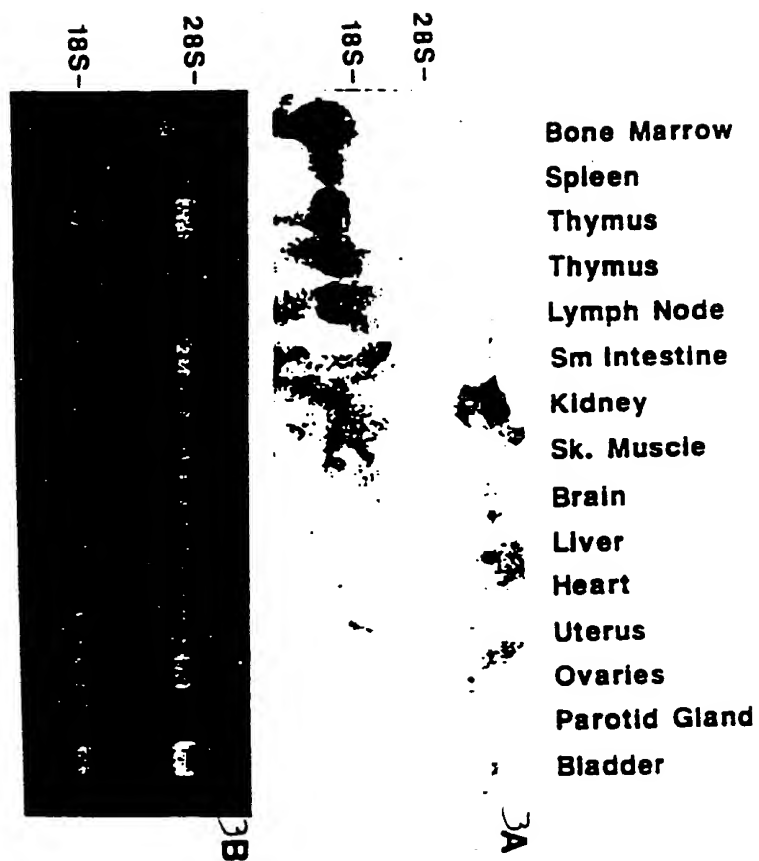 18S-
28S-
18S-
28S-
Bone Marrow
Spleen
Thymus
Thymus
Lymph Node
Sm Intestine
Kidney
Sk. Muscle
Brain
Liver
Heart
Uterus
Ovaries
Parotid Gland
Bladder
3B
3A